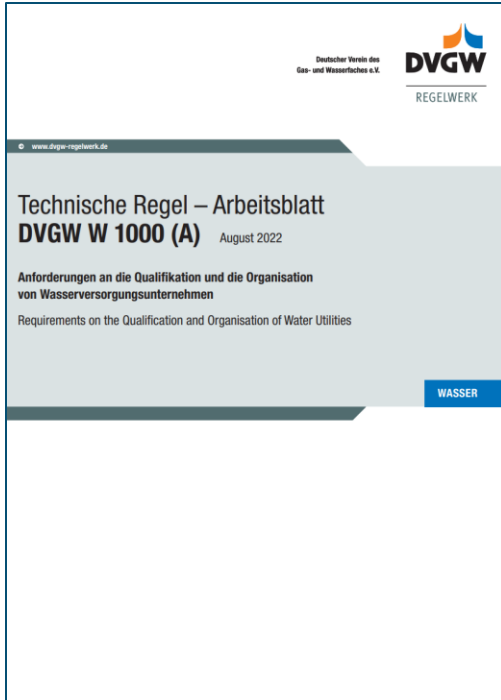 Deutscher Verein des
Gas- und Wasserfaches e.V.
DVGW
REGELWERK
© www.dvgw-regelwerk.de
Technische Regel – Arbeitsblatt
DVGW W 1000 (A) August 2022
Anforderungen an die Qualifikation und die Organisation
von Wasserversorgungsunternehmen
Requirements on the Qualification and Organisation of Water Utilities
WASSER